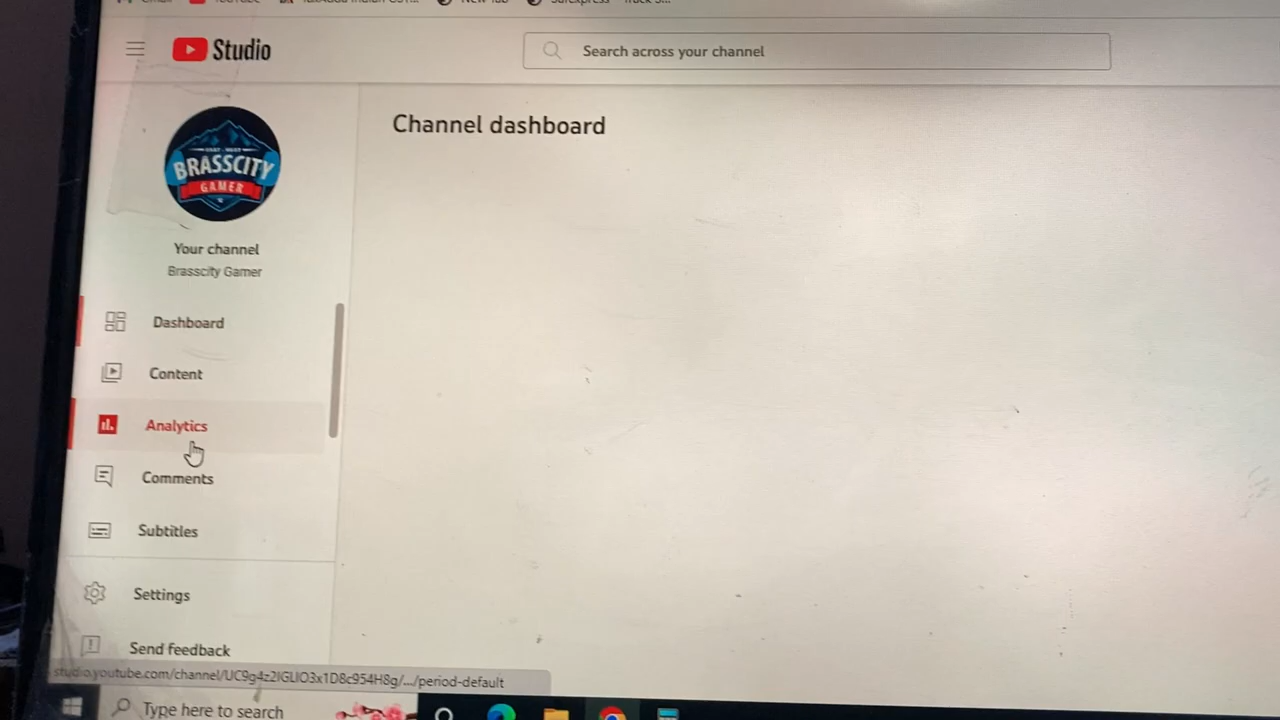 Studio
Search across your channel
Channel dashboard
BRASSCITY
GAMER
Your channel
Brasscity Gamer
Dashboard
Content
Analytics
Comments
Subtitles
Settings
Send feedback
studio.youtube.com/channel/UC9g4z2IGLIO3x1D8c954H8g/.../period-default
Type here to search